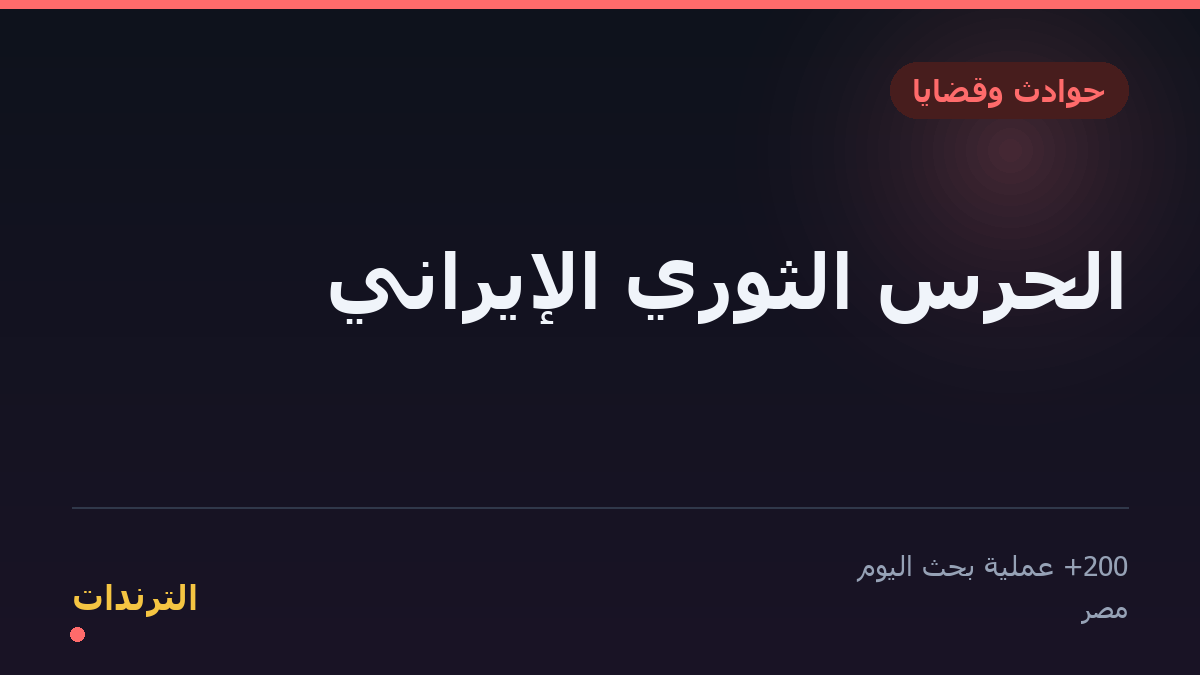 حوادث وقضايا
الحرس الثوري الإيراني
200+ عملية بحث اليوم
مصر
الترندات